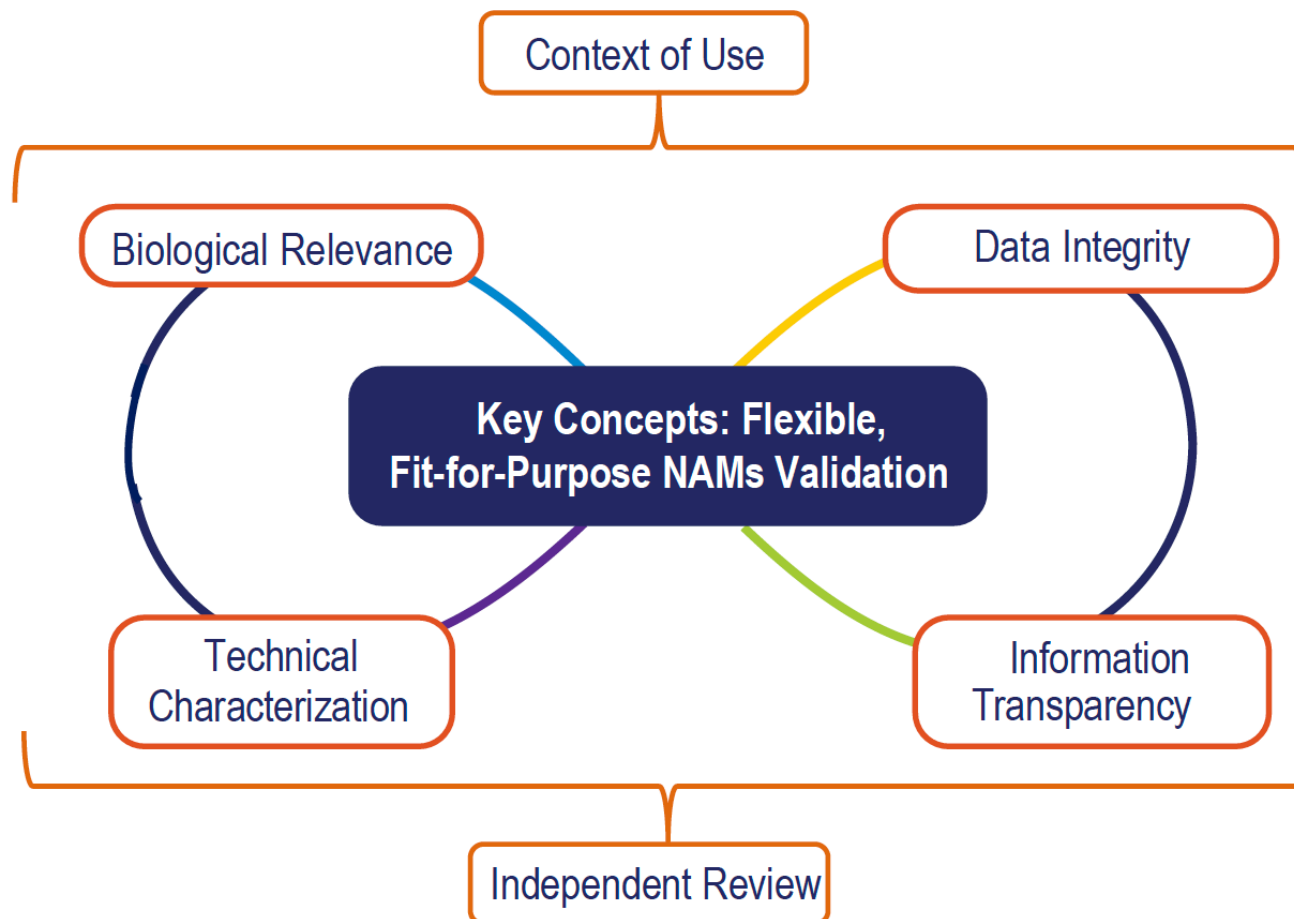 Context of Use
Biological Relevance
Data Integrity
Key Concepts: Flexible,
Fit-for-Purpose NAMs Validation
Technical
Characterization
Information
Transparency
Independent Review